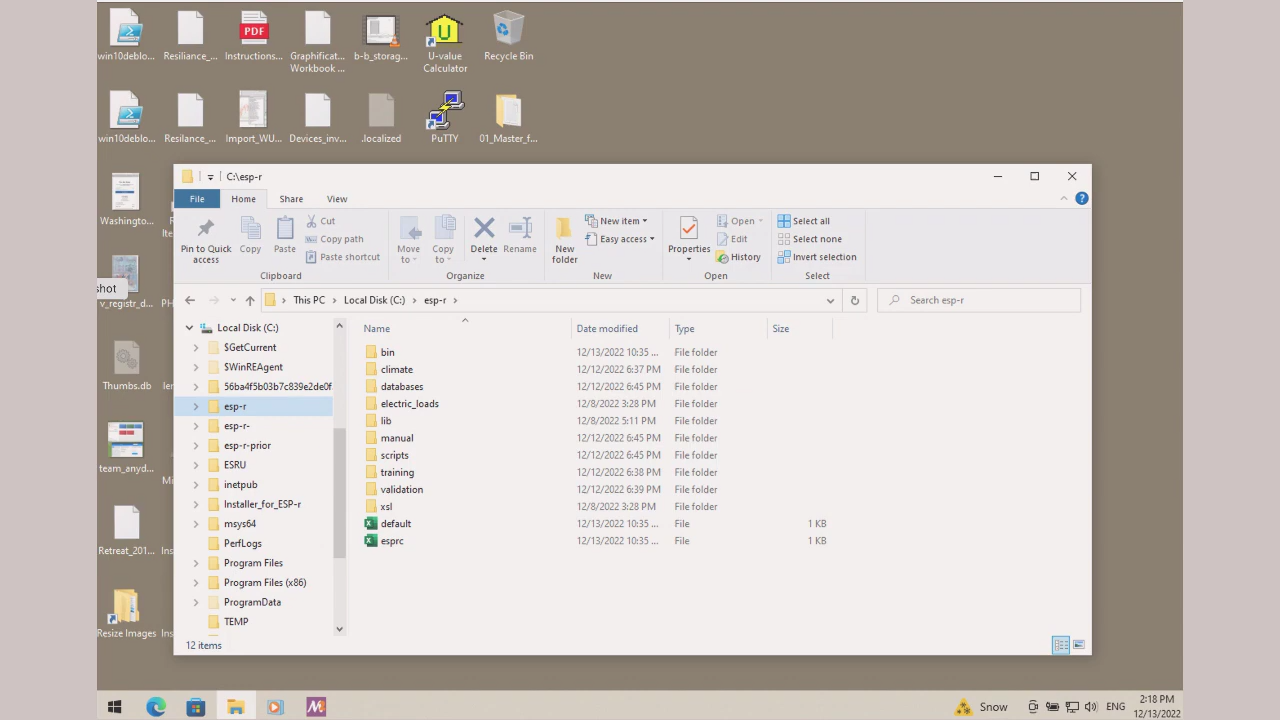 win10deblo... Resiliance_... Instructions... Graphificat... b-b_storag... U-value Recycle Bin
Workbook ... Calculator
PDF
U
win10deblo... Resilance_... Import_WU... Devices_inv... .localized PuTTY 01_Master_f...
Washington...
shot
v_registr_d...
Thumbs.db
team_anyd...
Retreat_201...
Resize Images
C:\esp-r
File Home Share View
Pin to Quick
access
Copy
Paste
Cut
Copy path
Paste shortcut
Clipboard
Move
to
Copy
to
Delete
Rename
Organize
New
folder
New item
Easy access
New
Properties
Open
Edit
History
Open
Select all
Select none
Invert selection
Select
This PC > Local Disk (C:) > esp-r >
Search esp-r
Local Disk (C:)
$GetCurrent
$WinREAgent
56ba4f5b03b7c839e2de0f
esp-r
esp-r-
esp-r-prior
ESRU
inetpub
Installer_for_ESP-r
msys64
PerfLogs
Program Files
Program Files (x86)
ProgramData
TEMP
Name Date modified Type Size
bin 12/13/2022 10:35 ... File folder
climate 12/12/2022 6:37 PM File folder
databases 12/12/2022 6:45 PM File folder
electric_loads 12/8/2022 3:28 PM File folder
lib 12/8/2022 5:11 PM File folder
manual 12/12/2022 6:45 PM File folder
scripts 12/12/2022 6:45 PM File folder
training 12/12/2022 6:38 PM File folder
validation 12/12/2022 6:39 PM File folder
xsl 12/8/2022 3:28 PM File folder
default 12/13/2022 10:35 ... File 1 KB
esprc 12/13/2022 10:35 ... File 1 KB
12 items
Snow
ENG
2:18 PM
12/13/2022